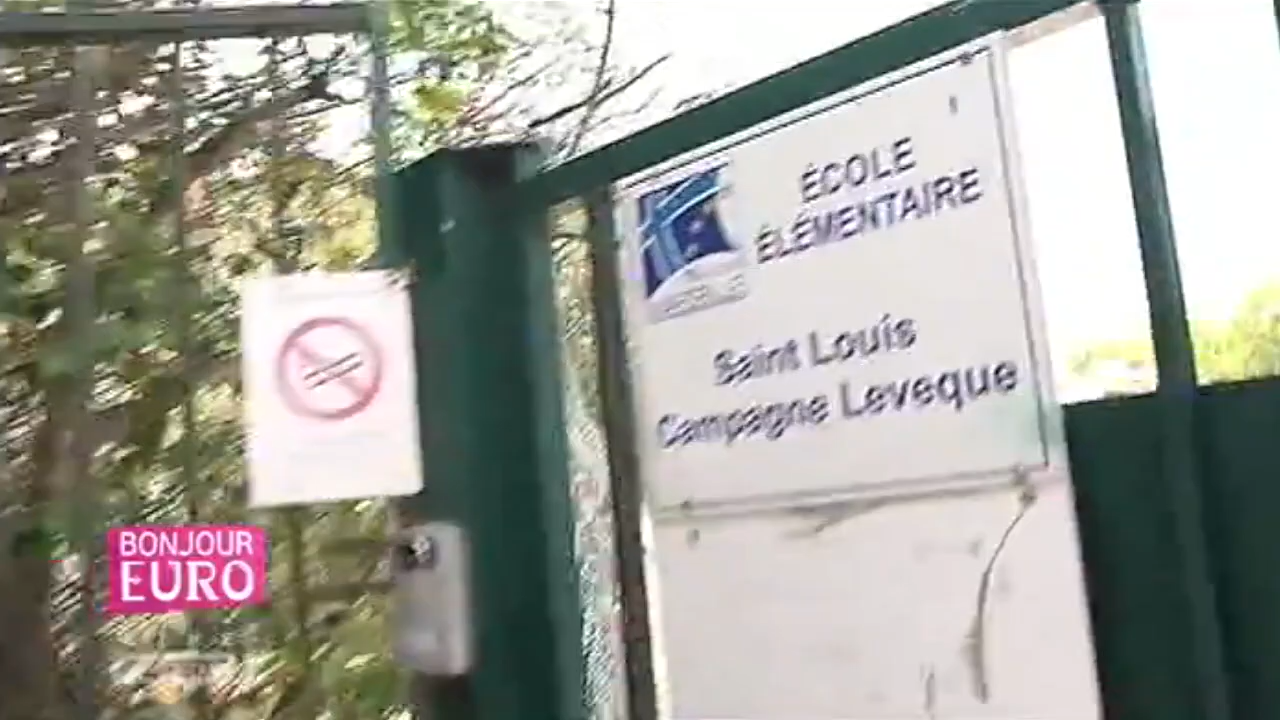 ÉCOLE
ÉLÉMENTAIRE
Saint Louis
Campagne Leveque
BONJOUR
EURO